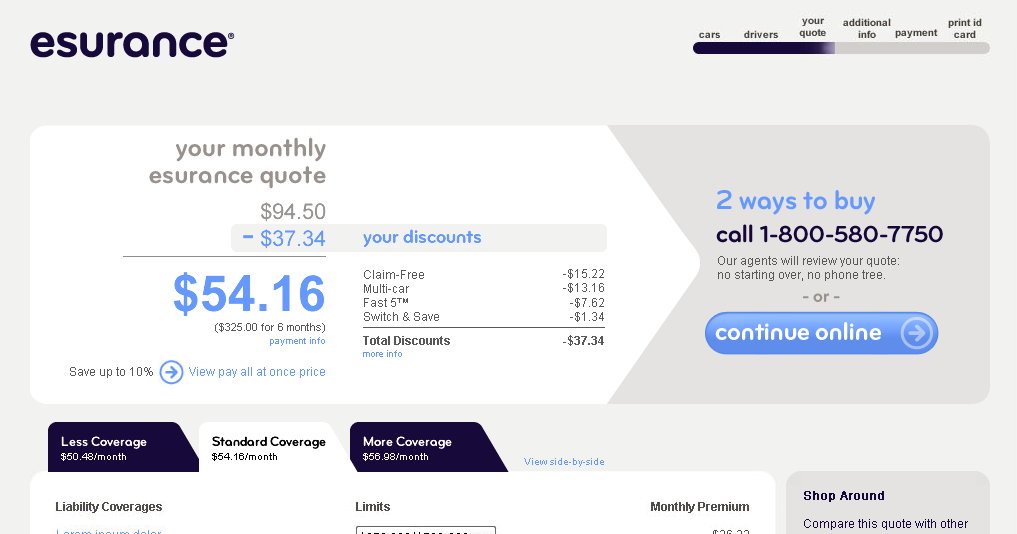 esurance®
cars
drivers
your quote
additional info
payment
print id card
your monthly
esurance quote
$94.50
- $37.34
your discounts
$54.16
($325.00 for 6 months)
payment info
Save up to 10%
View pay all at once price
Claim-Free -$15.22
Multi-car -$13.16
Fast 5™ -$7.62
Switch & Save -$1.34
Total Discounts -$37.34
more info
2 ways to buy
call 1-800-580-7750
Our agents will review your quote:
no starting over, no phone tree.
- or -
continue online
Less Coverage
$50.48/month
Standard Coverage
$54.16/month
More Coverage
$56.98/month
View side-by-side
Liability Coverages
Limits
Monthly Premium
Lorem ipsum dolor
Shop Around
Compare this quote with other